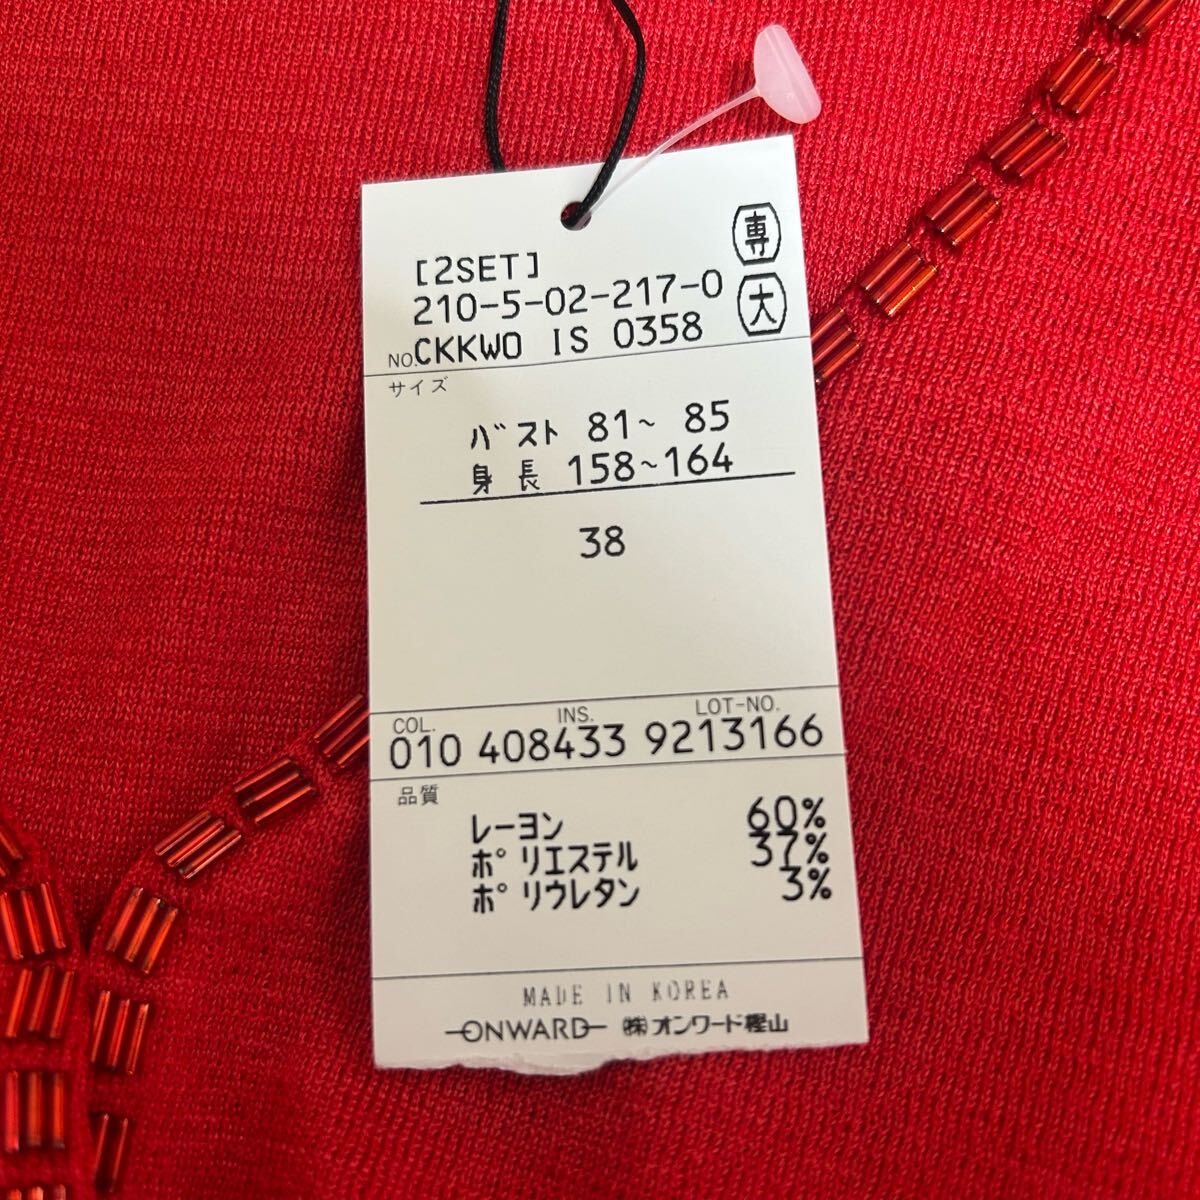 [2SET]
専
210-5-02-217-0
大
NO.CKKWO IS 0358
サイズ
バスト 81~ 85
身長 158~164
38
COL. INS. LOT-NO.
010 408433 9213166
品質
レーヨン 60%
ポリエステル 37%
ポリウレタン 3%
MADE IN KOREA
ONWARD ㈱オンワード樫山